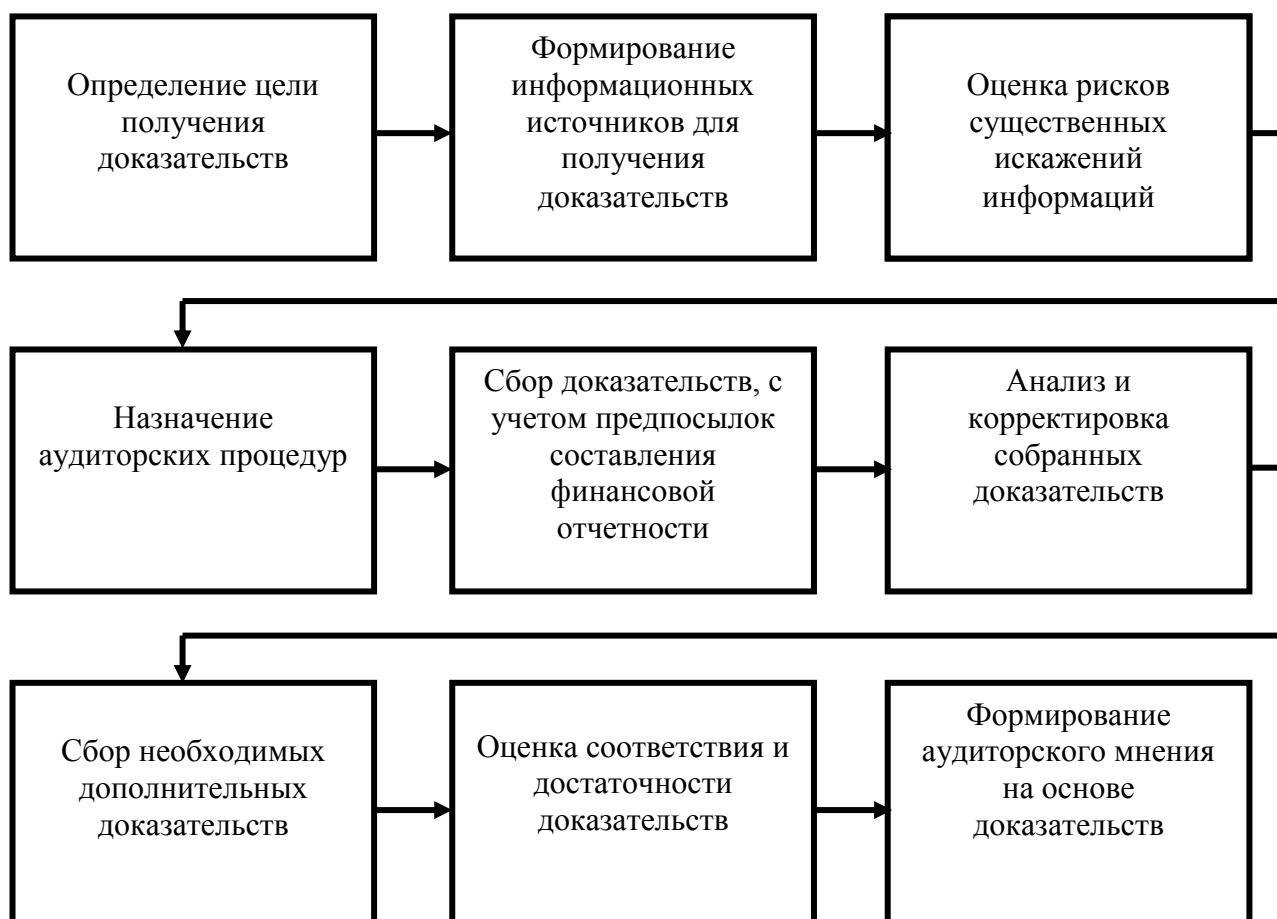 Определение цели
получения
доказательств
Формирование
информационных
источников для
получения
доказательств
Оценка рисков
существенных
искажений
информаций
Назначение
аудиторских процедур
Сбор доказательств, с
учетом предпосылок
составления
финансовой
отчетности
Анализ и
корректировка
собранных
доказательств
Сбор необходимых
дополнительных
доказательств
Оценка соответствия и
достаточности
доказательств
Формирование
аудиторского мнения
на основе
доказательств